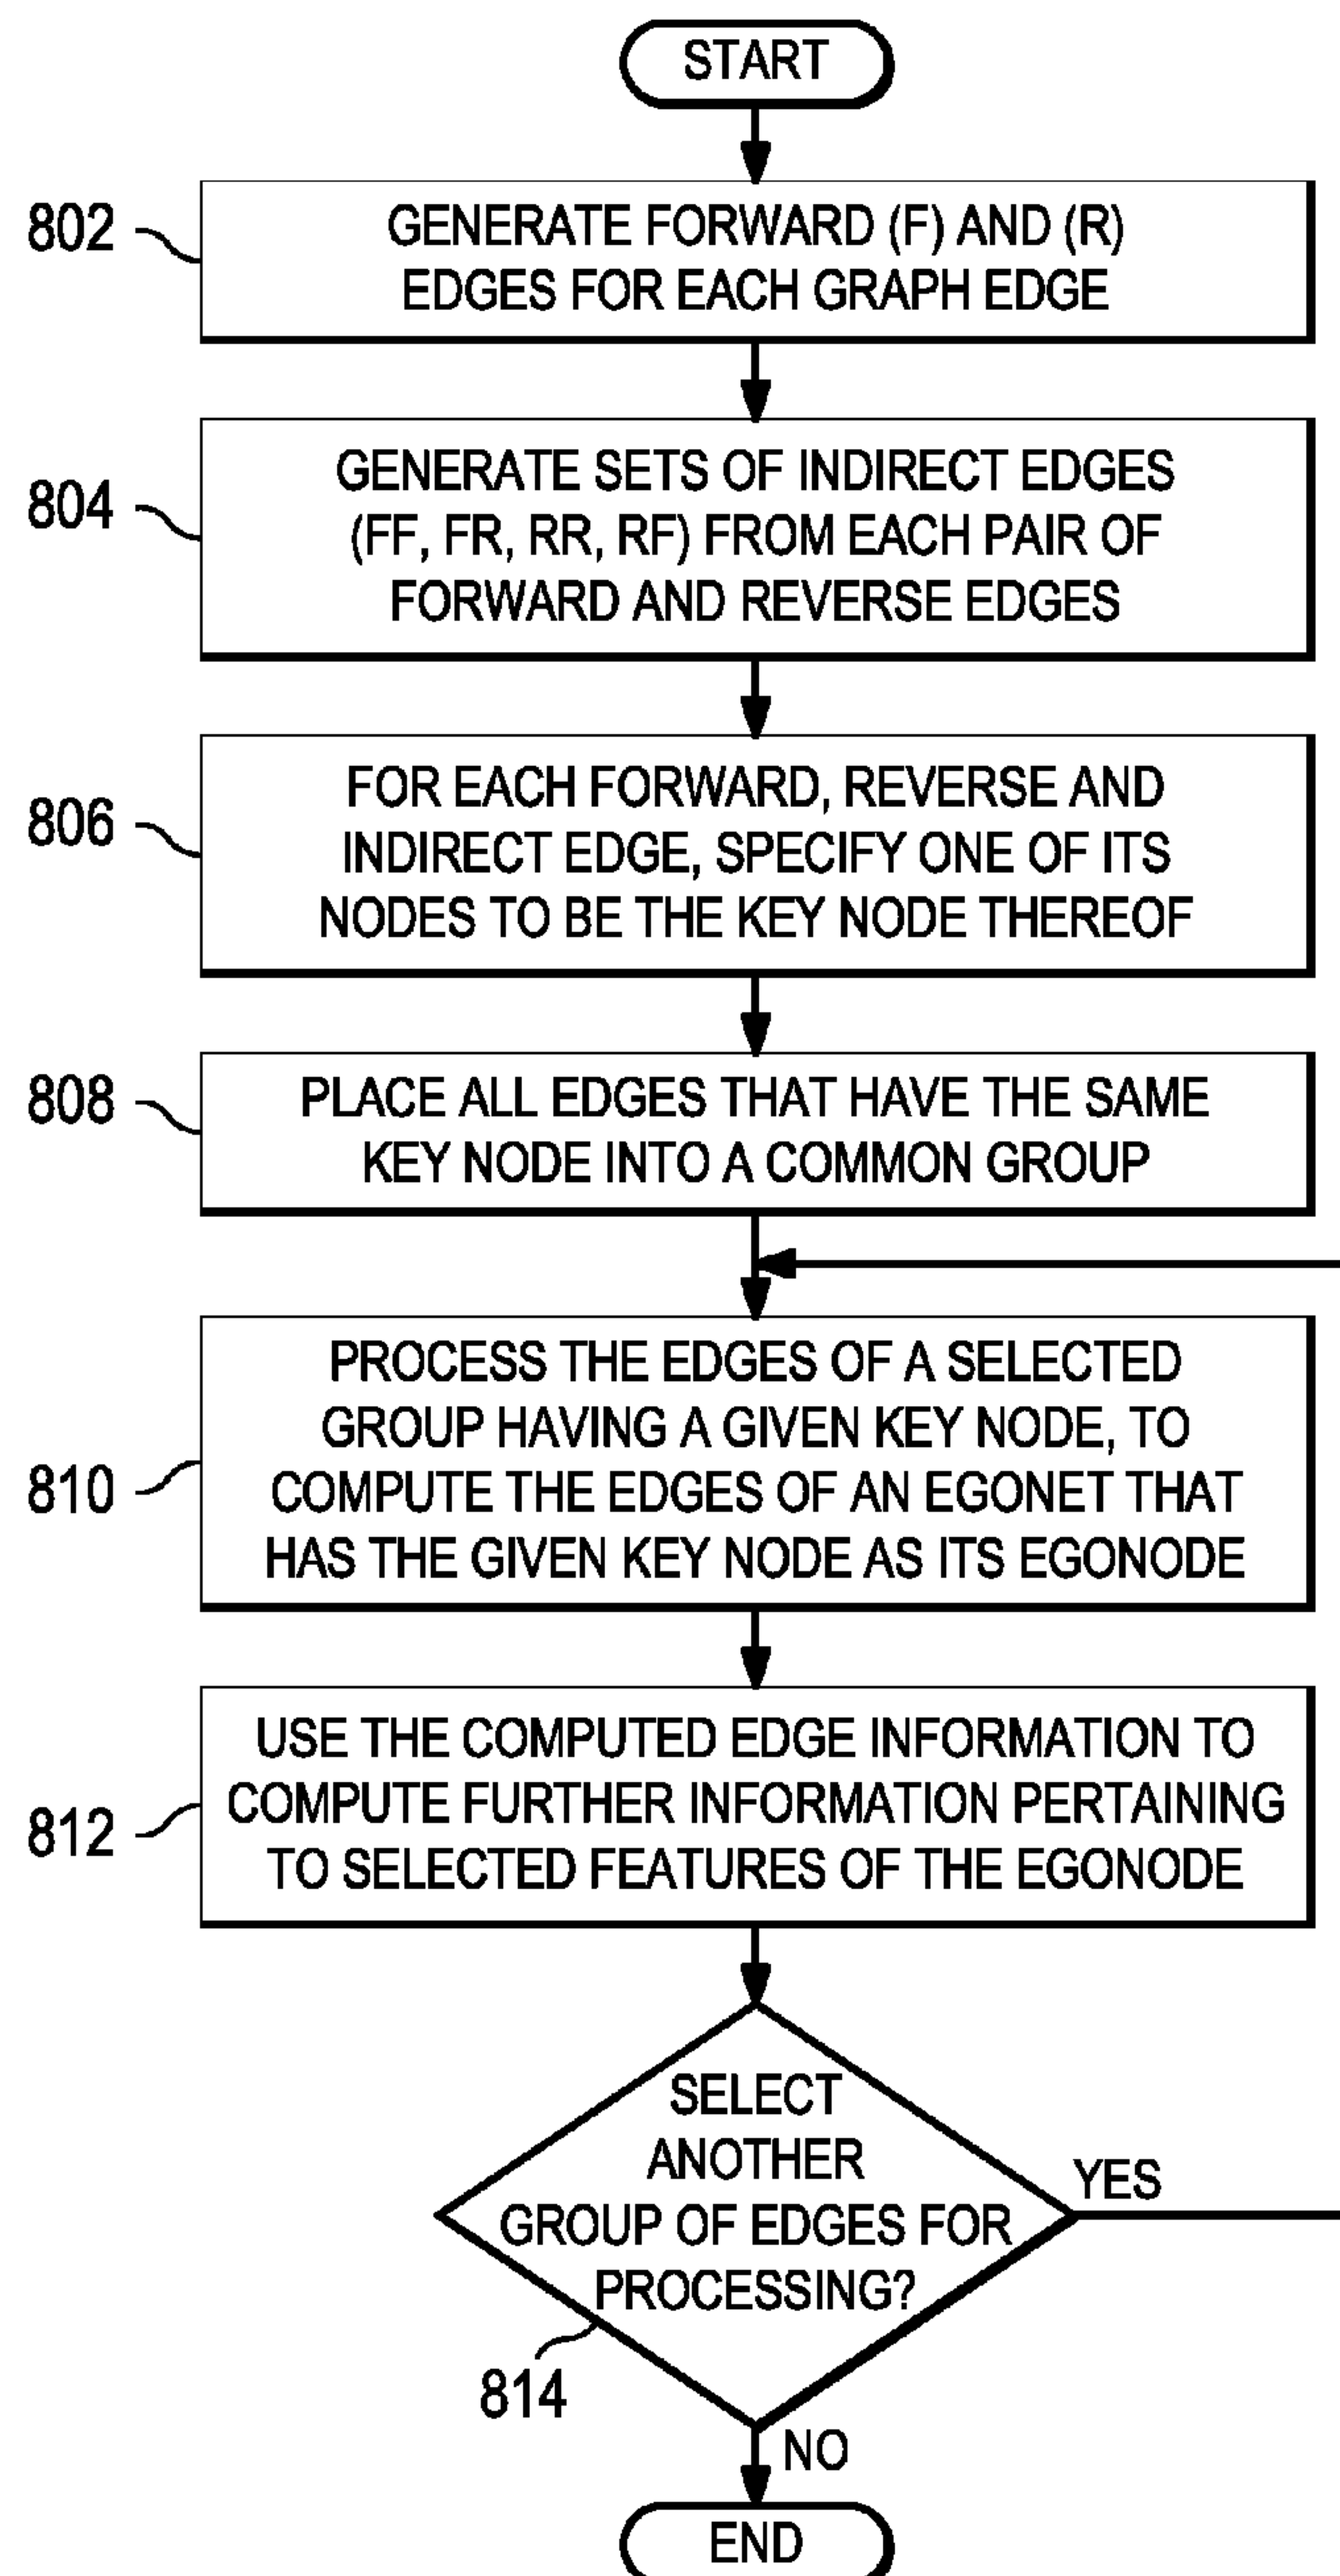 START
802
GENERATE FORWARD (F) AND (R)
EDGES FOR EACH GRAPH EDGE
804
GENERATE SETS OF INDIRECT EDGES
(FF, FR, RR, RF) FROM EACH PAIR OF
FORWARD AND REVERSE EDGES
806
FOR EACH FORWARD, REVERSE AND
INDIRECT EDGE, SPECIFY ONE OF ITS
NODES TO BE THE KEY NODE THEREOF
808
PLACE ALL EDGES THAT HAVE THE SAME
KEY NODE INTO A COMMON GROUP
810
PROCESS THE EDGES OF A SELECTED
GROUP HAVING A GIVEN KEY NODE, TO
COMPUTE THE EDGES OF AN EGONET THAT
HAS THE GIVEN KEY NODE AS ITS EGONODE
812
USE THE COMPUTED EDGE INFORMATION TO
COMPUTE FURTHER INFORMATION PERTAINING
TO SELECTED FEATURES OF THE EGONODE
SELECT
ANOTHER
GROUP OF EDGES FOR
PROCESSING?
YES
814
NO
END